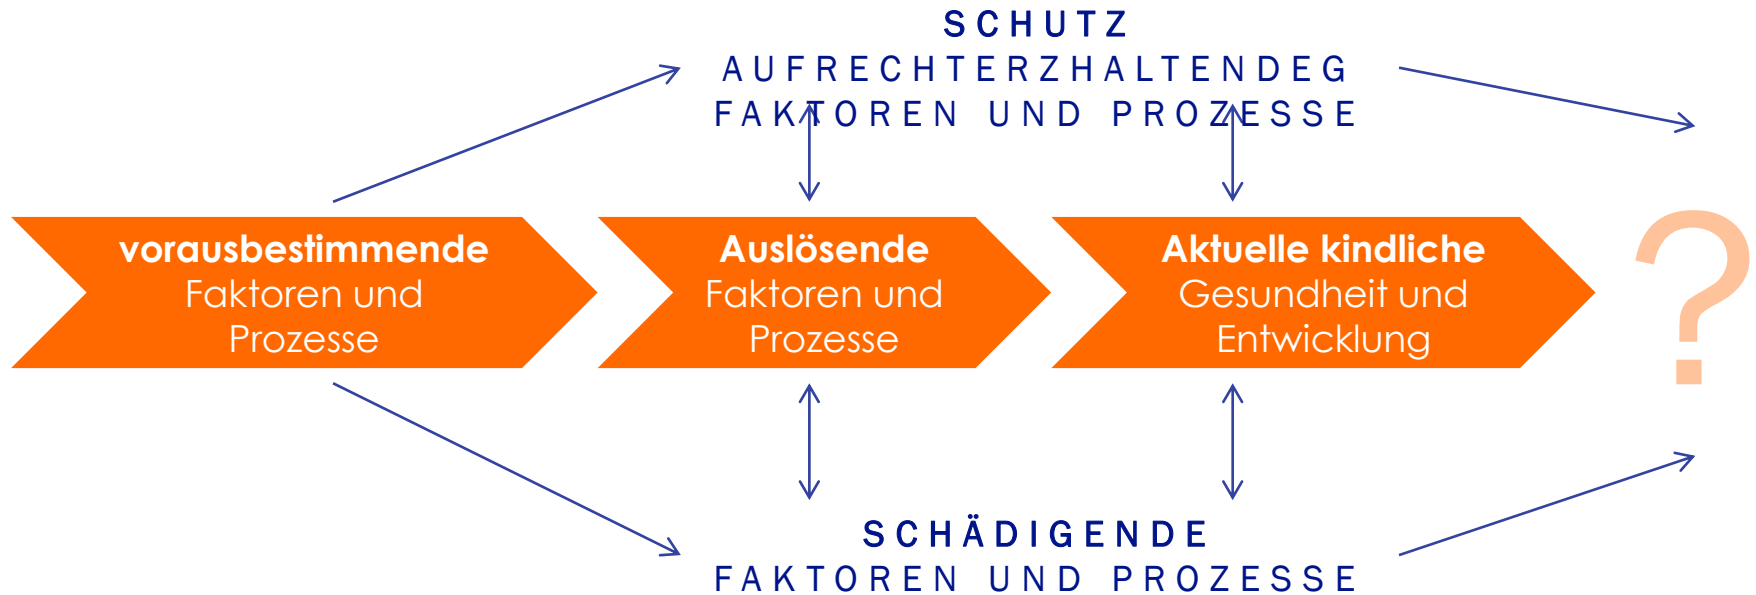 SCHUTZ
AUFRECHTERZHALTENDEG
FAKTOREN UND PROZESSE
vorausbestimmende
Faktoren und
Prozesse
Auslösende
Faktoren und
Prozesse
Aktuelle kindliche
Gesundheit und
Entwicklung
?
SCHÄDIGENDE
FAKTOREN UND PROZESSE